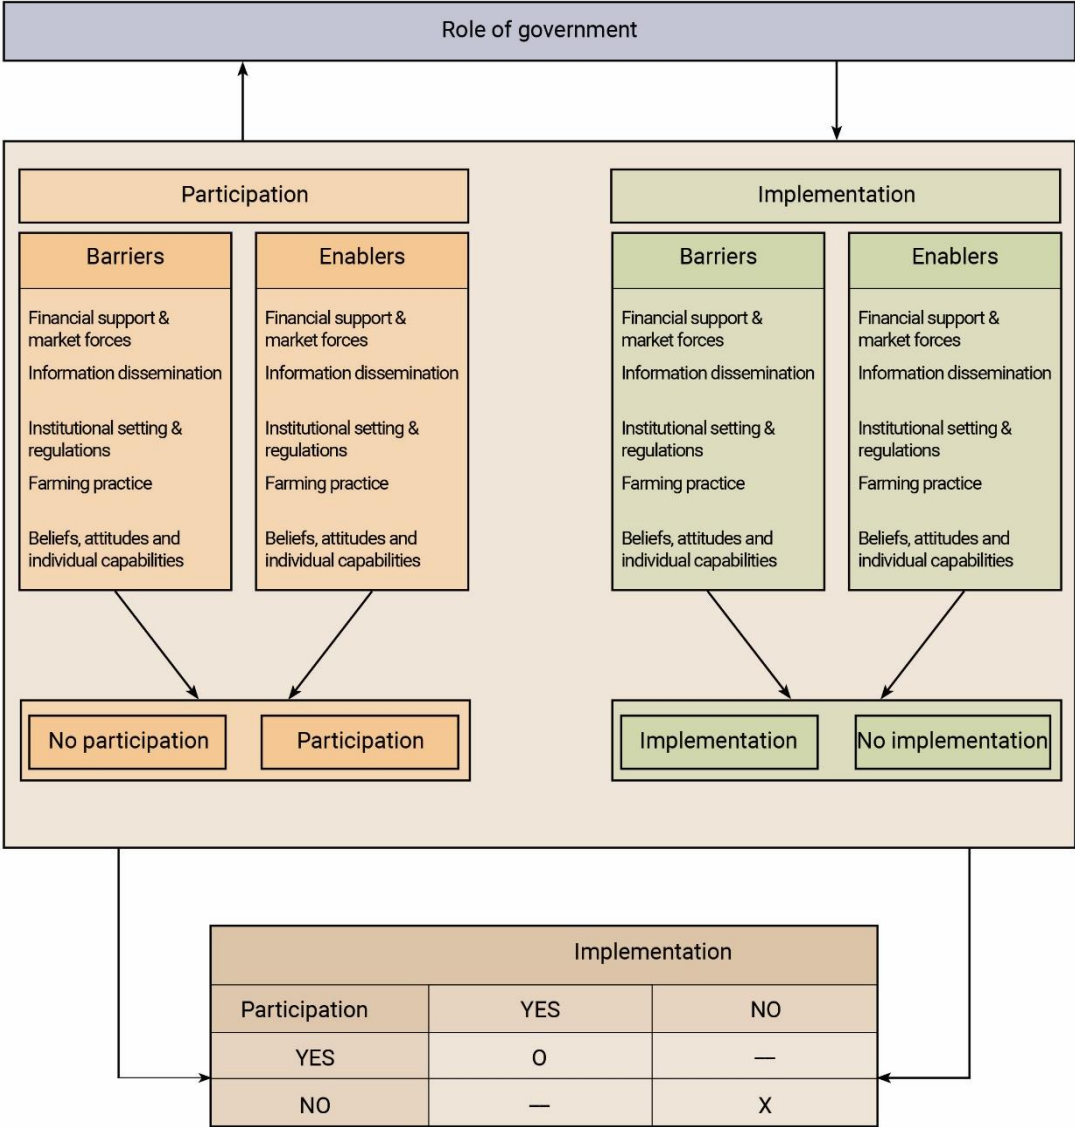 Role of government
Participation
Implementation
Barriers
Financial support &
market forces
Information dissemination
Institutional setting &
regulations
Farming practice
Beliefs, attitudes and
individual capabilities
Enablers
Financial support &
market forces
Information dissemination
Institutional setting &
regulations
Farming practice
Beliefs, attitudes and
individual capabilities
Barriers
Financial support &
market forces
Information dissemination
Institutional setting &
regulations
Farming practice
Beliefs, attitudes and
individual capabilities
Enablers
Financial support &
market forces
Information dissemination
Institutional setting &
regulations
Farming practice
Beliefs, attitudes and
individual capabilities
No participation
Participation
Implementation
No implementation
Implementation
Participation YES NO
YES O —
NO — X